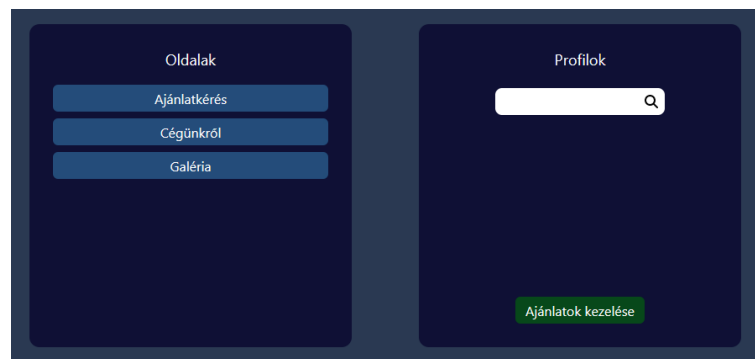 Oldalak
Ajánlatkérés
Cégünkről
Galéria
Profilok
Ajánlatok kezelése